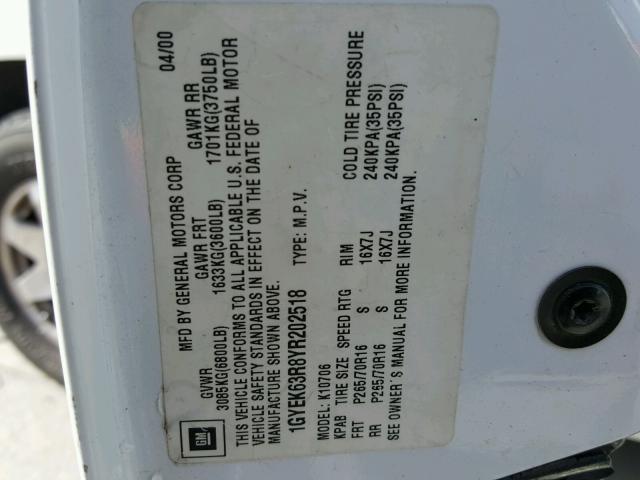 MFD BY GENERAL MOTORS CORP 04/00
GVWR GAWR FRT GAWR RR
3085KG(6800LB) 1633KG(3600LB) 1701KG(3750LB)
THIS VEHICLE CONFORMS TO ALL APPLICABLE U.S. FEDERAL MOTOR
VEHICLE SAFETY STANDARDS IN EFFECT ON THE DATE OF
MANUFACTURE SHOWN ABOVE.
1GYEK63R8YR202518 TYPE: M.P.V.
MODEL: K10706
KPAB TIRE SIZE SPEED RTG RIM COLD TIRE PRESSURE
FRT P265/70R16 S 16X7J 240KPA(35PSI)
RR P265/70R16 S 16X7J 240KPA(35PSI)
SEE OWNER'S MANUAL FOR MORE INFORMATION.
GM